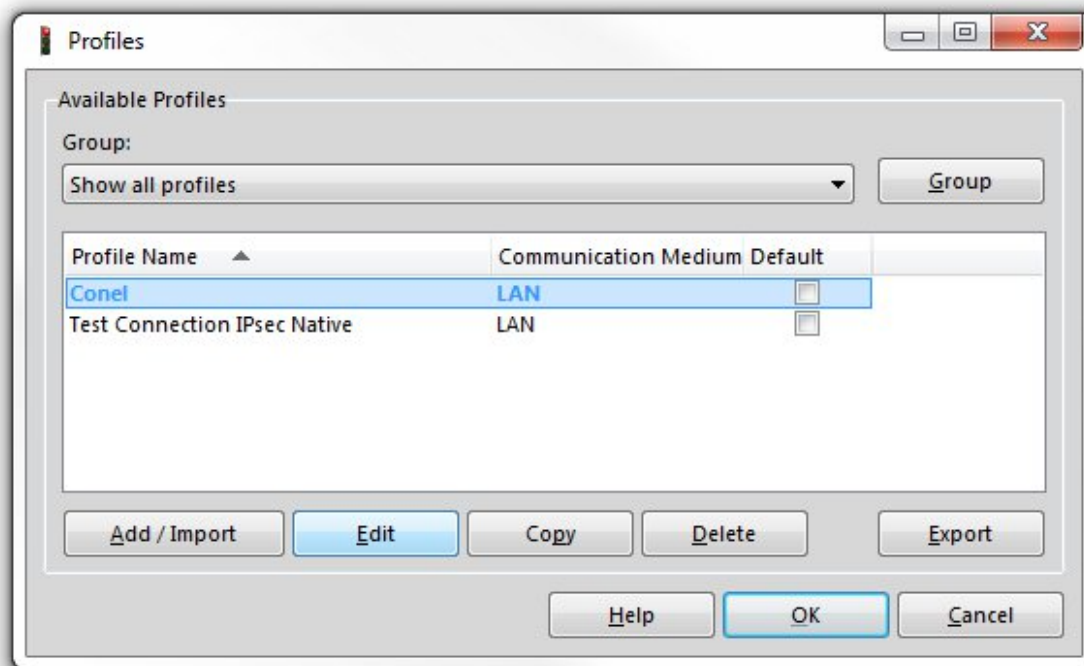 Profiles
Available Profiles
Group:
Show all profiles
Group
Profile Name Communication Medium Default
Conel LAN
Test Connection IPsec Native LAN
Add / Import Edit Copy Delete Export
Help OK Cancel